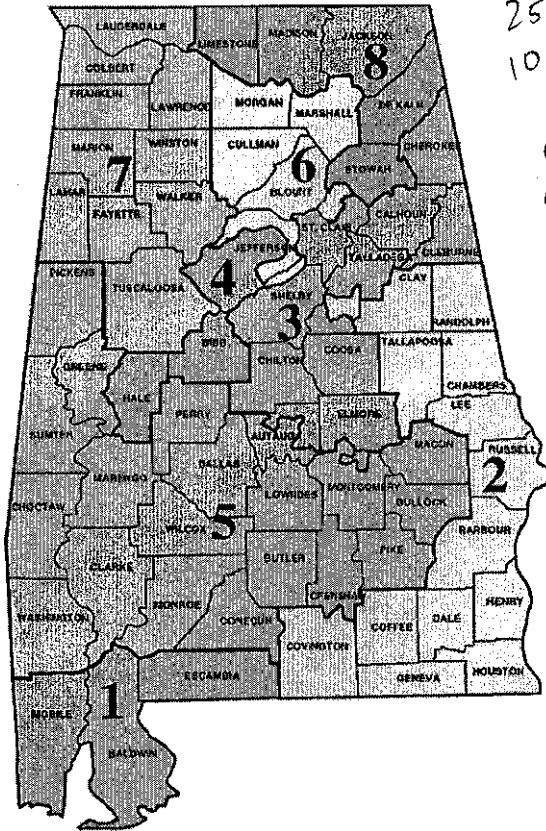 25
10
LAUDERDALE
LIMESTONE
MADISON
JACKSON
8
COLBERT
FRANKLIN
LAWRENCE
MORGAN
MARSHALL
DE KALB
CHEROKEE
MARION
WINSTON
CULLMAN
6
BLOUNT
ETOWAH
7
LAMAR
FAYETTE
WALKER
JEFFERSON
ST. CLAIR
CALHOUN
CLEBURNE
4
TALLADEGA
PICKENS
TUSCALOOSA
SHELBY
3
CLAY
RANDOLPH
BIBB
CHILTON
COOSA
TALLAPOOSA
CHAMBERS
GREENE
HALE
PERRY
LEE
SUMTER
AUTAUGA
ELMORE
MACON
RUSSELL
2
MARENGO
DALLAS
LOWNDES
MONTGOMERY
BULLOCK
CHOCTAW
WILCOX
5
BARBOUR
CLARKE
BUTLER
PIKE
MONROE
CRENSHAW
WASHINGTON
CONECUH
COVINGTON
COFFEE
DALE
HENRY
ESCAMBIA
GENEVA
HOUSTON
MOBILE
1
BALDWIN